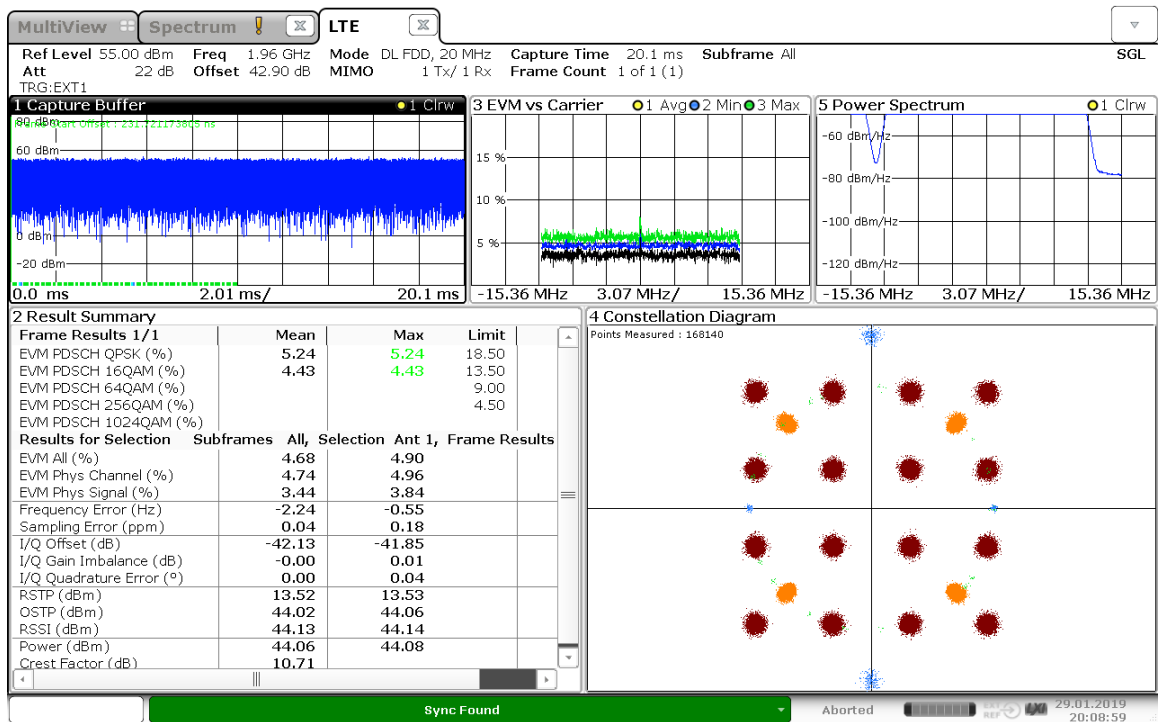 MultiView Spectrum ! LTE
Ref Level 55.00 dBm Freq 1.96 GHz Mode DL FDD, 20 MHz Capture Time 20.1 ms Subframe All SGL
Att 22 dB Offset 42.90 dB MIMO 1 Tx/ 1 Rx Frame Count 1 of 1 (1)
TRG:EXT1
1 Capture Buffer 1 Clrw
80 dBm
Frame Start Offset : 231.721173805 ns
60 dBm
0 dBm
-20 dBm
0.0 ms 2.01 ms/ 20.1 ms
3 EVM vs Carrier 1 Avg 2 Min 3 Max
15 %
10 %
5 %
-15.36 MHz 3.07 MHz/ 15.36 MHz
5 Power Spectrum 1 Clrw
-60 dBm/Hz
-80 dBm/Hz
-100 dBm/Hz
-120 dBm/Hz
-15.36 MHz 3.07 MHz/ 15.36 MHz
2 Result Summary
Frame Results 1/1 Mean Max Limit
EVM PDSCH QPSK (%) 5.24 5.24 18.50
EVM PDSCH 16QAM (%) 4.43 4.43 13.50
EVM PDSCH 64QAM (%) 9.00
EVM PDSCH 256QAM (%) 4.50
EVM PDSCH 1024QAM (%)
Results for Selection Subframes All, Selection Ant 1, Frame Results
EVM All (%) 4.68 4.90
EVM Phys Channel (%) 4.74 4.96
EVM Phys Signal (%) 3.44 3.84
Frequency Error (Hz) -2.24 -0.55
Sampling Error (ppm) 0.04 0.18
I/Q Offset (dB) -42.13 -41.85
I/Q Gain Imbalance (dB) -0.00 0.01
I/Q Quadrature Error (°) 0.00 0.04
RSTP (dBm) 13.52 13.53
OSTP (dBm) 44.02 44.06
RSSI (dBm) 44.13 44.14
Power (dBm) 44.06 44.08
Crest Factor (dB) 10.71
4 Constellation Diagram
Points Measured : 168140
Sync Found
Aborted
EXT
REF
LXI
29.01.2019
20:08:59